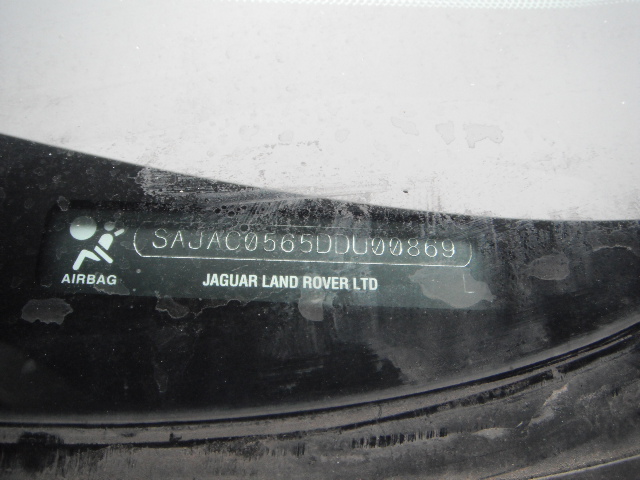 SAJAC0565DDU00869
AIRBAG
JAGUAR LAND ROVER LTD
L